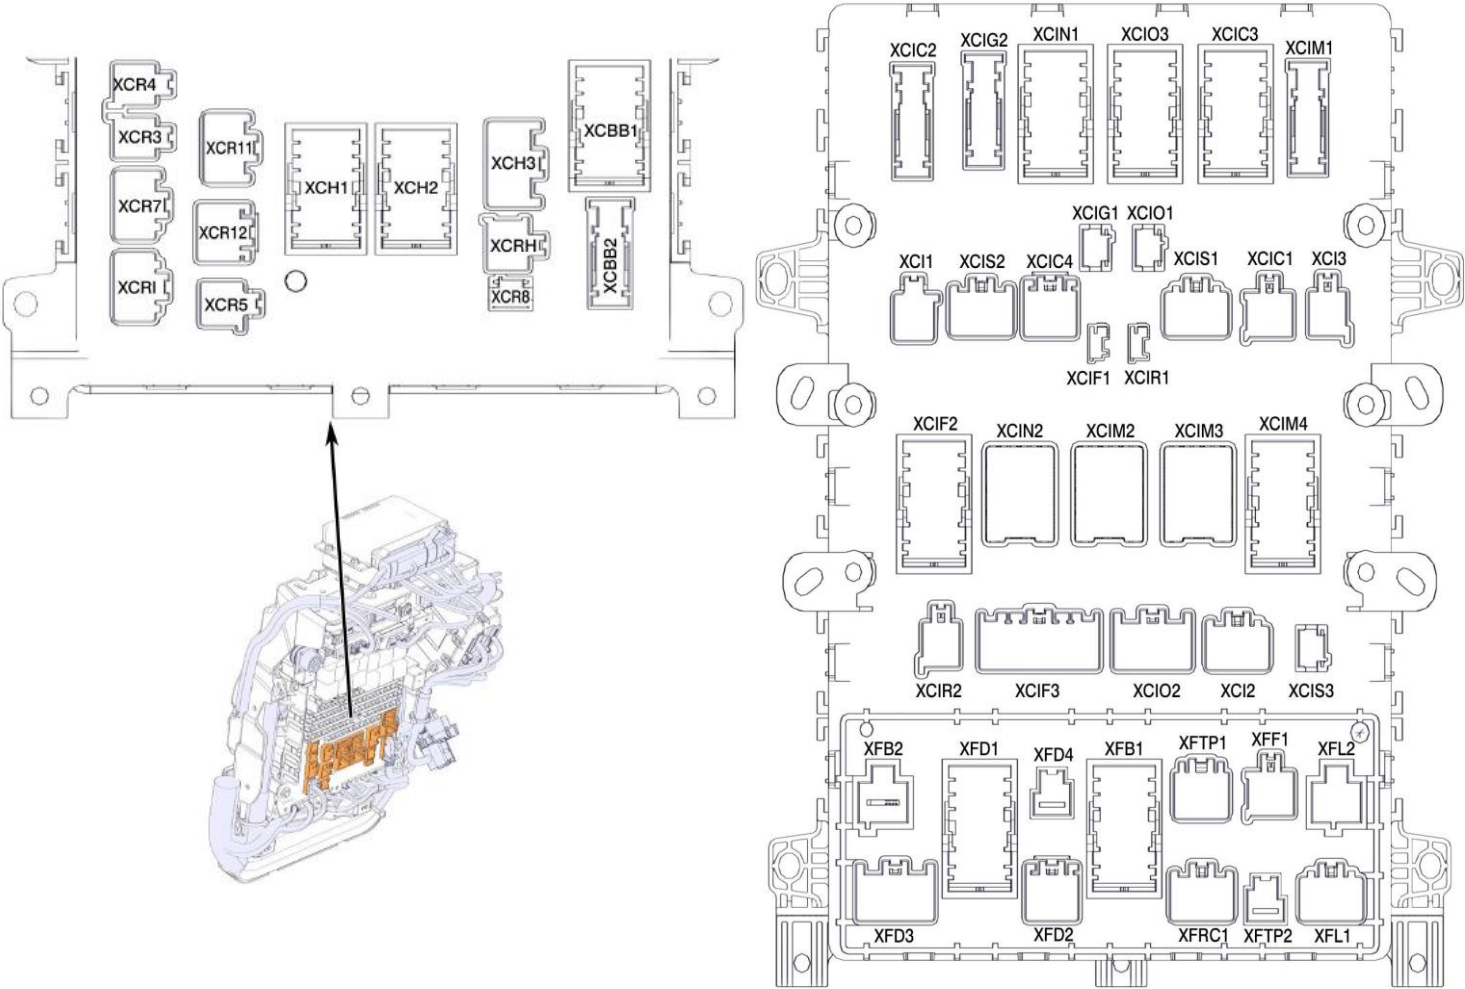 XCR4
XCR3
XCR7
XCRI
XCR11
XCR12
XCR5
XCH1
XCH2
XCH3
XCRH
XCR8
XCBB1
XCBB2
XCIC2
XCIG2
XCIN1
XCIO3
XCIC3
XCIM1
XCIG1
XCIO1
XCI1
XCIS2
XCIC4
XCIS1
XCIC1
XCI3
XCIF1
XCIR1
XCIF2
XCIN2
XCIM2
XCIM3
XCIM4
XCIR2
XCIF3
XCIO2
XCI2
XCIS3
XFB2
XFD1
XFD4
XFB1
XFTP1
XFF1
XFL2
XFD3
XFD2
XFRC1
XFTP2
XFL1